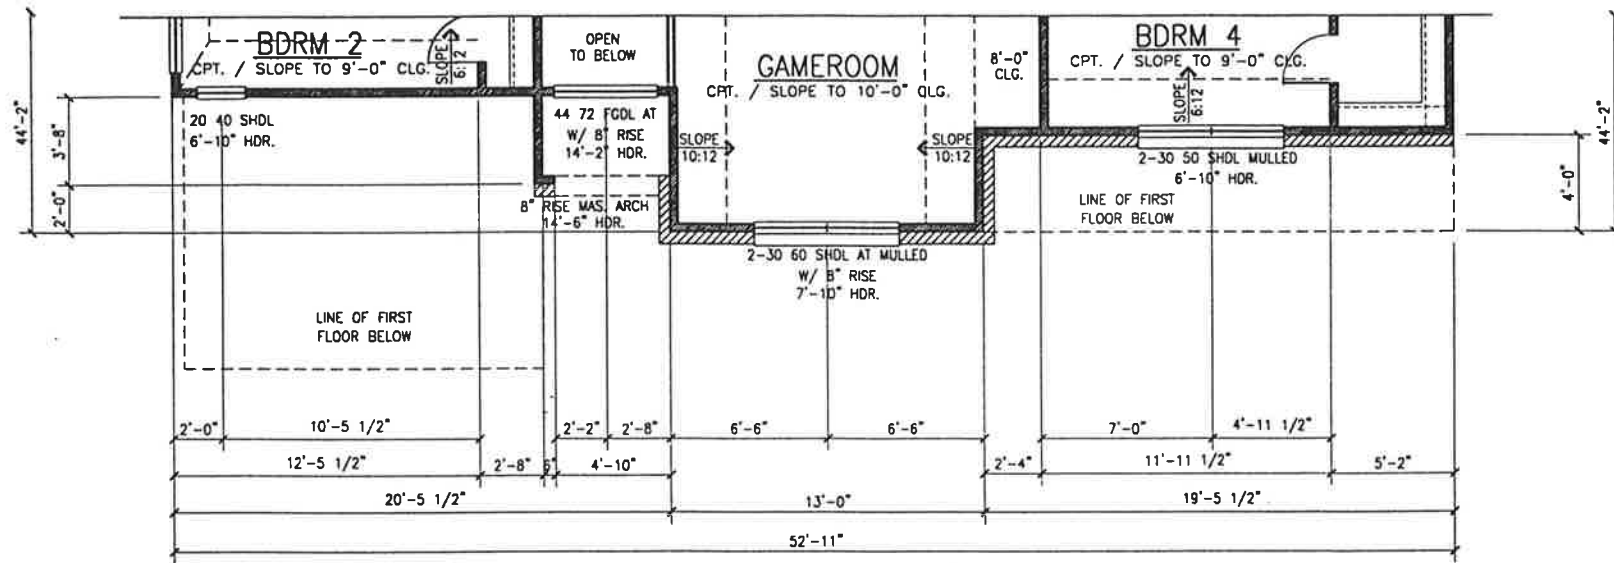 BDRM 2
CPT. / SLOPE TO 9'-0" CLG.
SLOPE
6:12
OPEN
TO BELOW
GAMEROOM
CPT. / SLOPE TO 10'-0" CLG.
8'-0"
CLG.
BDRM 4
CPT. / SLOPE TO 9'-0" CLG.
SLOPE
6:12
44'-2"
3'-8"
2'-0"
20 40 SHDL
6'-10" HDR.
44 72 FGDL AT
W/ 8" RISE
14'-2" HDR.
SLOPE
10:12
SLOPE
10:12
2-30 50 SHDL MULLED
6'-10" HDR.
44'-2"
4'-0"
8" RISE MAS. ARCH
14'-6" HDR.
LINE OF FIRST
FLOOR BELOW
2-30 60 SHDL AT MULLED
W/ 8" RISE
7'-10" HDR.
LINE OF FIRST
FLOOR BELOW
2'-0" 10'-5 1/2" 2'-2" 2'-8" 6'-6" 6'-6" 7'-0" 4'-11 1/2"
12'-5 1/2" 2'-8" 6" 4'-10" 2'-4" 11'-11 1/2" 5'-2"
20'-5 1/2" 13'-0" 19'-5 1/2"
52'-11"